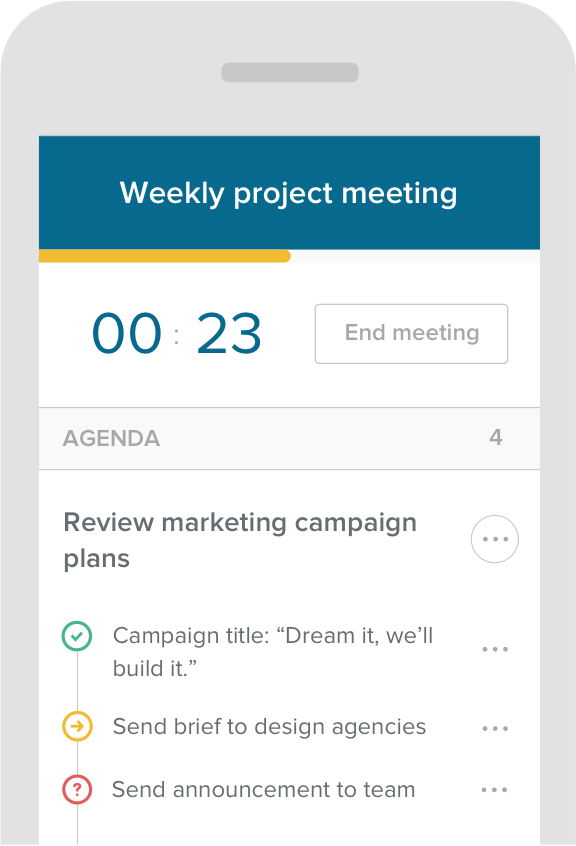 Weekly project meeting
00 : 23
End meeting
AGENDA
4
Review marketing campaign
plans
Campaign title: “Dream it, we’ll
build it.”
Send brief to design agencies
Send announcement to team